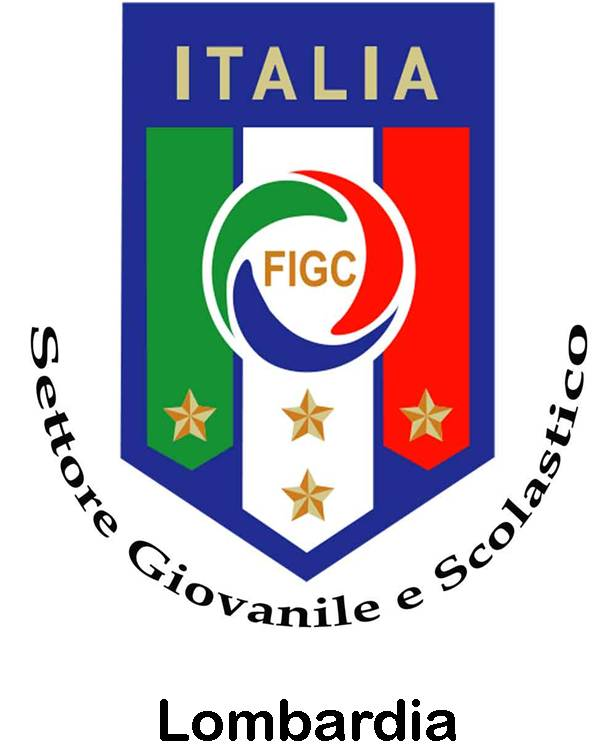 ITALIA
FIGC
Settore Giovanile e Scolastico
Lombardia